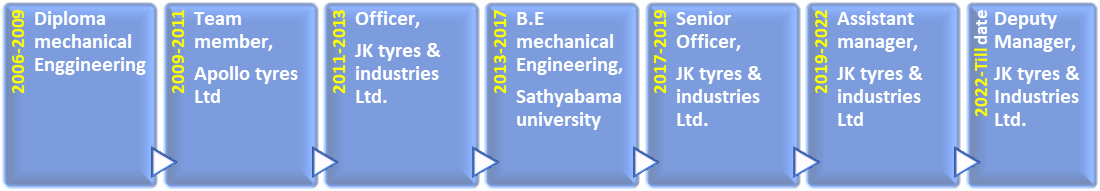 2006-2009
Diploma
mechanical
Enggineering
2009-2011
Team
member,
Apollo tyres
Ltd
2011-2013
Officer,
JK tyres &
industries
Ltd.
2013-2017
B.E
mechanical
Engineering,
Sathyabama
university
2017-2019
Senior
Officer,
JK tyres &
industries
Ltd.
2019-2022
Assistant
manager,
JK tyres &
industries
Ltd
2022-Till date
Deputy
Manager,
JK tyres &
Industries
Ltd.